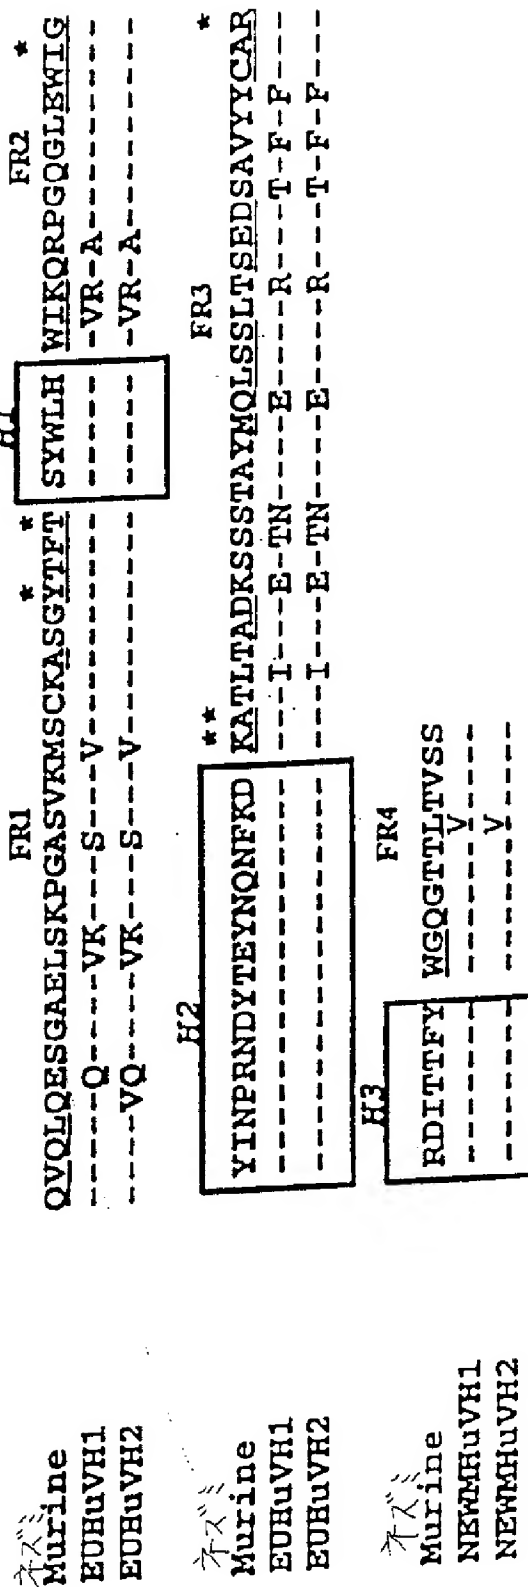 FR1 H1 FR2
* * *
ネズミ
Murine QVQLQESGAELSKPGASVKMSCKASGYTFT SYWLH WIKQRPGQGLEWIG
EUHuVH1 -----Q----VK----S---V---------- ----- -VR-A---------
EUHuVH2 ----VQ-----VK----S---V---------- ----- -VR-A---------
H2 FR3
** *
ネズミ
Murine YINPRNDYTEYNQNFKD KATLTADKSSSTAYMQLSSLTSEDSAVYYCAR
EUHuVH1 ----------------- ---I---E-TN----E----R---T-F-F----
EUHuVH2 ----------------- ---I---E-TN----E----R---T-F-F----
H3 FR4
ネズミ
Murine RDITTFY WGQGTTLTVSS
NEWMHuVH1 ------- ------V----
NEWMHuVH2 ------- ------V----